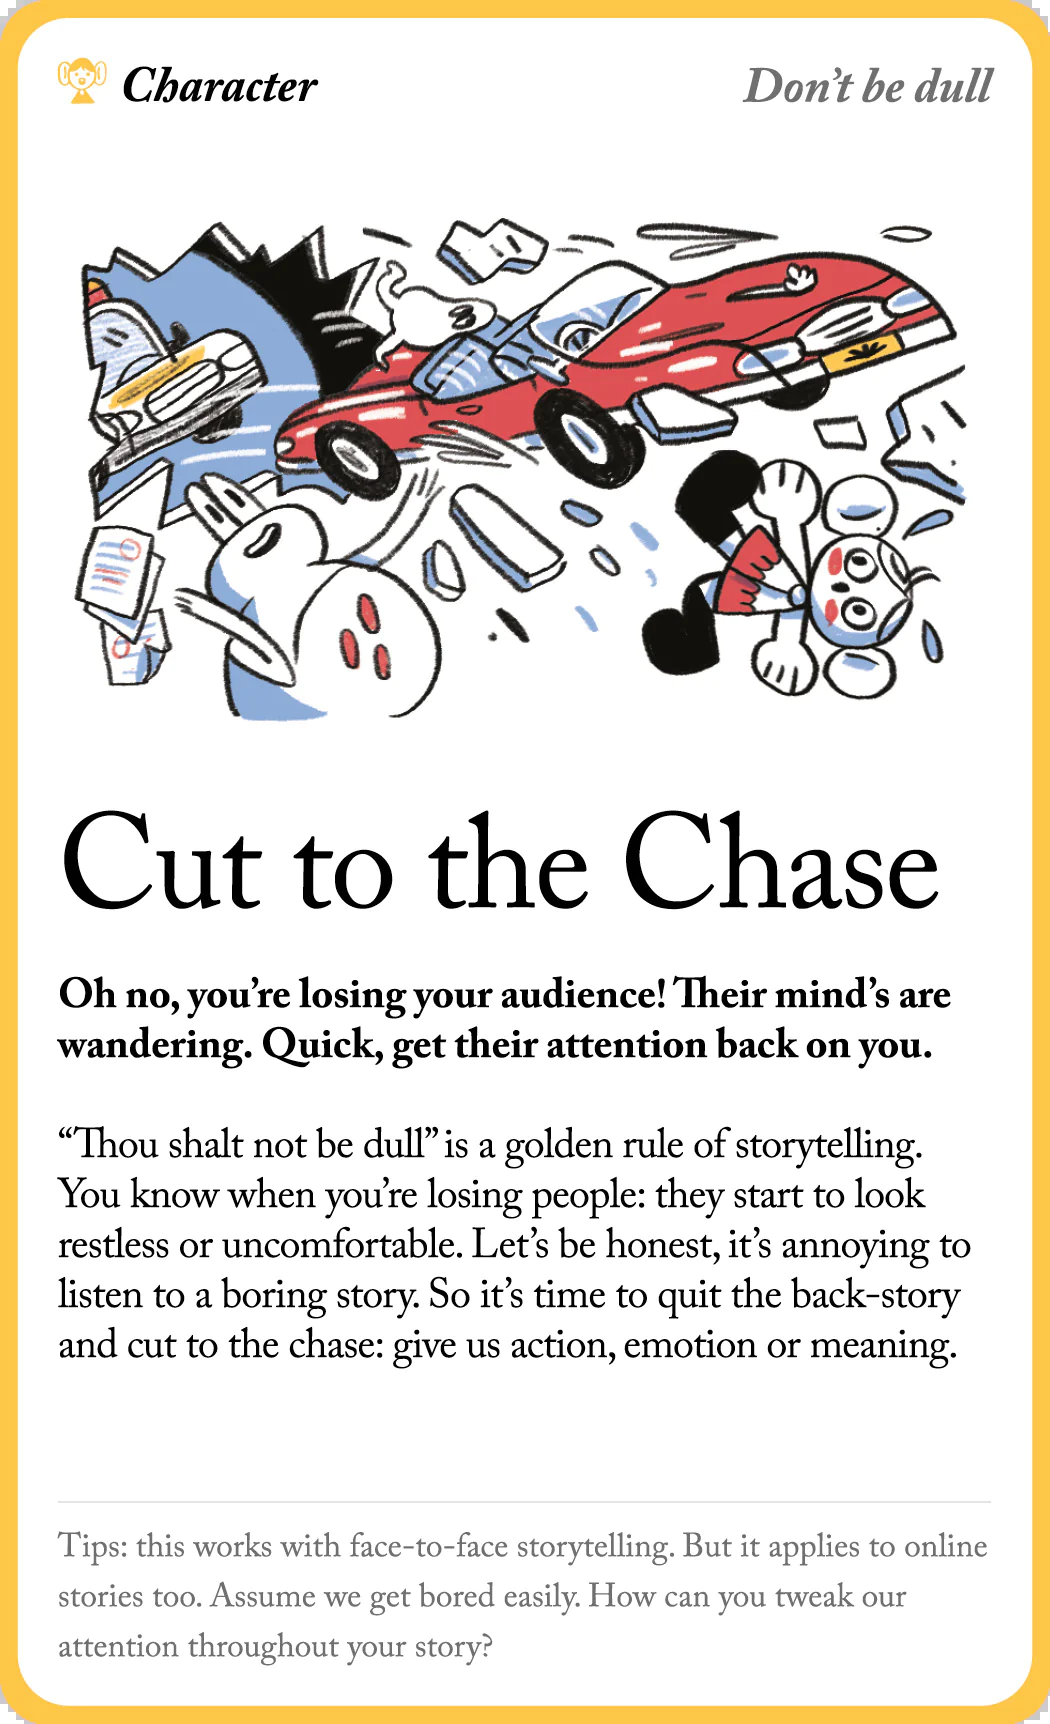 Character
Don’t be dull
Cut to the Chase
Oh no, you’re losing your audience! Their mind’s are
wandering. Quick, get their attention back on you.
“Thou shalt not be dull” is a golden rule of storytelling.
You know when you’re losing people: they start to look
restless or uncomfortable. Let’s be honest, it’s annoying to
listen to a boring story. So it’s time to quit the back-story
and cut to the chase: give us action, emotion or meaning.
Tips: this works with face-to-face storytelling. But it applies to online
stories too. Assume we get bored easily. How can you tweak our
attention throughout your story?